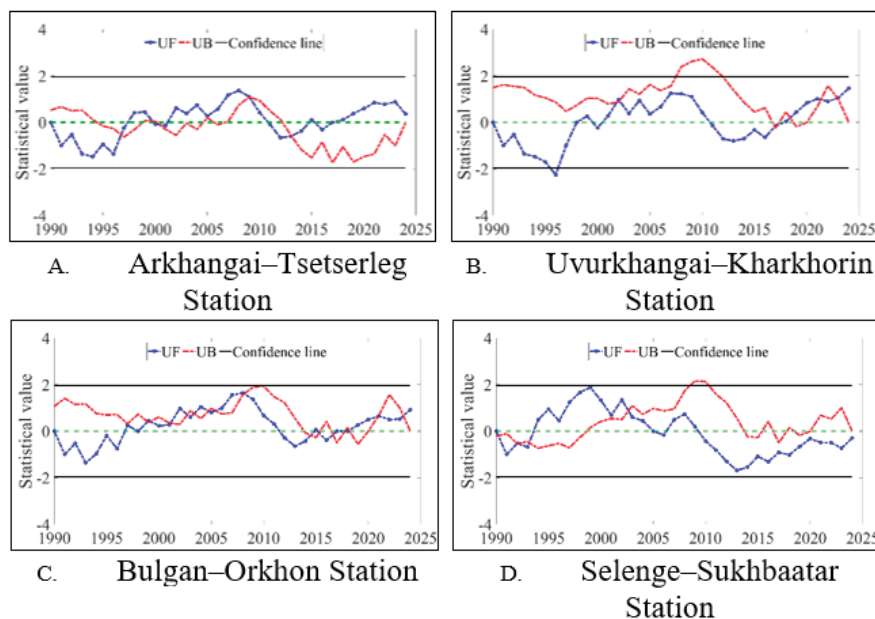 UF UB Confidence line
Statistical value
4
2
0
-2
-4
1990 1995 2000 2005 2010 2015 2020 2025
A. Arkhangai–Tsetserleg
Station
UF UB Confidence line
Statistical value
4
2
0
-2
-4
1990 1995 2000 2005 2010 2015 2020 2025
B. Uvurkhangai–Kharkhorin
Station
UF UB Confidence line
Statistical value
4
2
0
-2
-4
1990 1995 2000 2005 2010 2015 2020 2025
C. Bulgan–Orkhon Station
UF UB Confidence line
Statistical value
4
2
0
-2
-4
1990 1995 2000 2005 2010 2015 2020 2025
D. Selenge–Sukhbaatar
Station